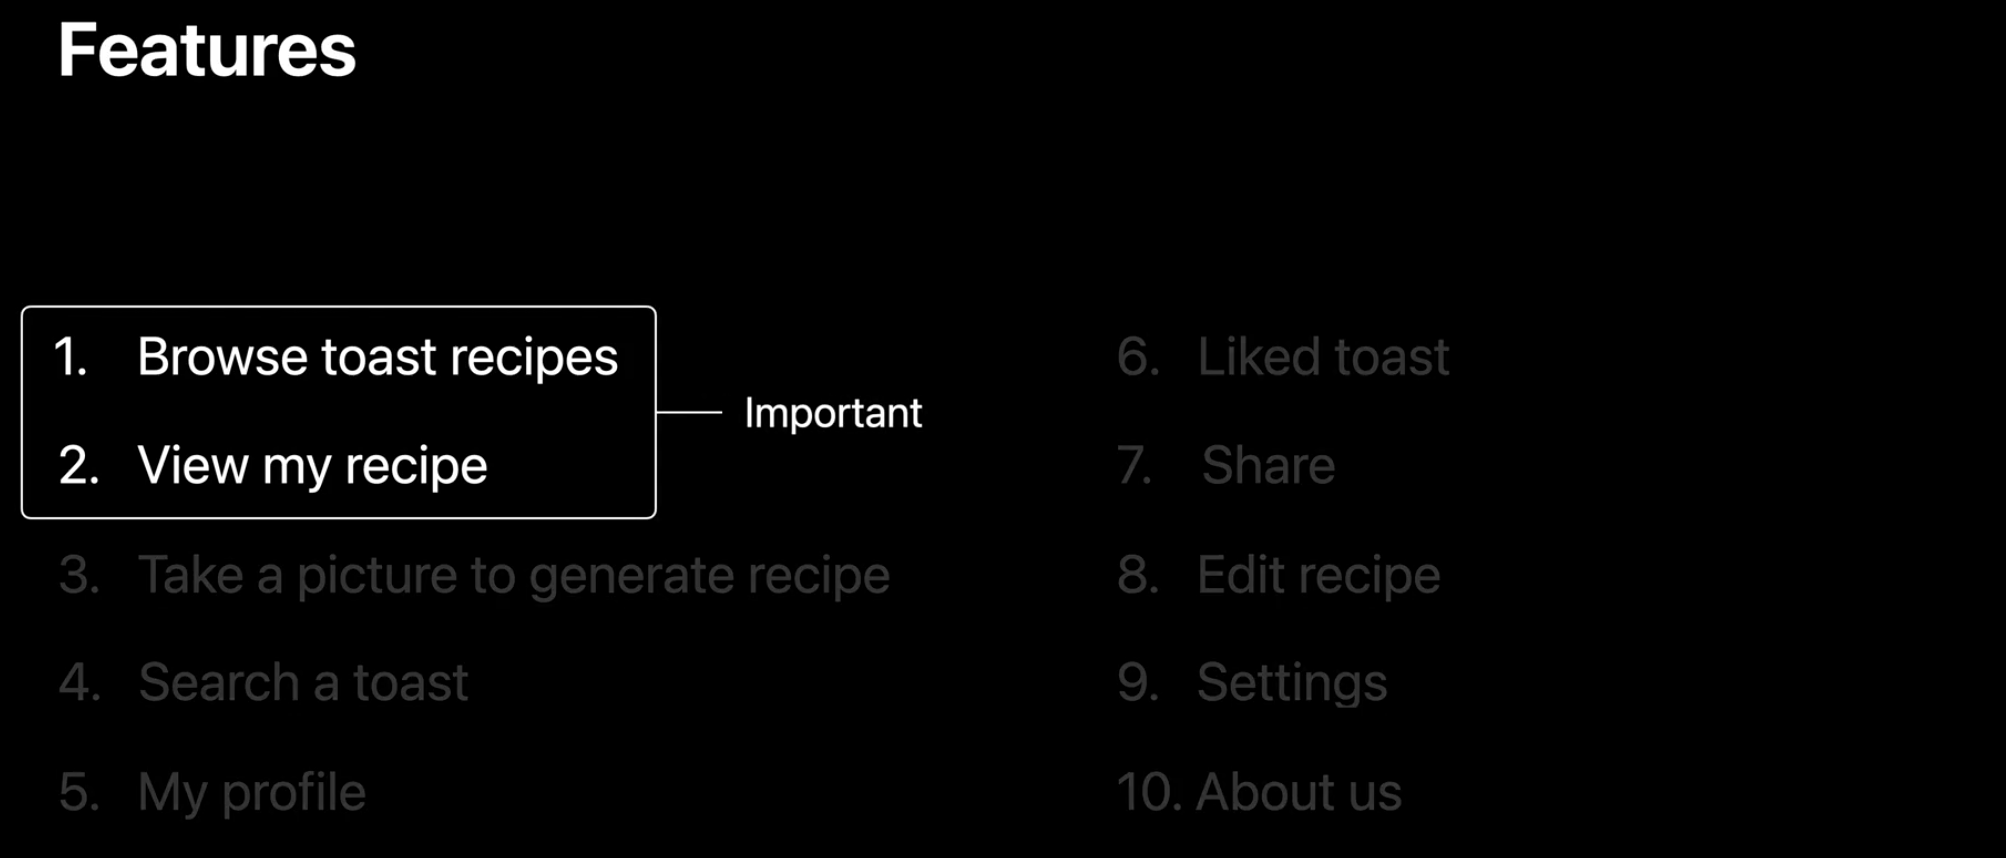 Features
1. Browse toast recipes
2. View my recipe
Important
3. Take a picture to generate recipe
4. Search a toast
5. My profile
6. Liked toast
7. Share
8. Edit recipe
9. Settings
10. About us